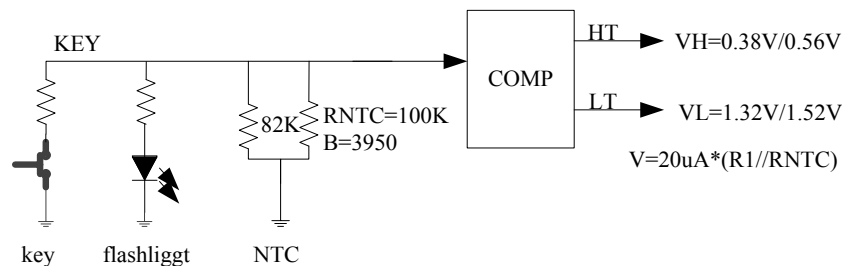 KEY
HT
VH=0.38V/0.56V
COMP
82K
RNTC=100K
B=3950
LT
VL=1.32V/1.52V
V=20uA*(R1//RNTC)
key
flashliggt
NTC